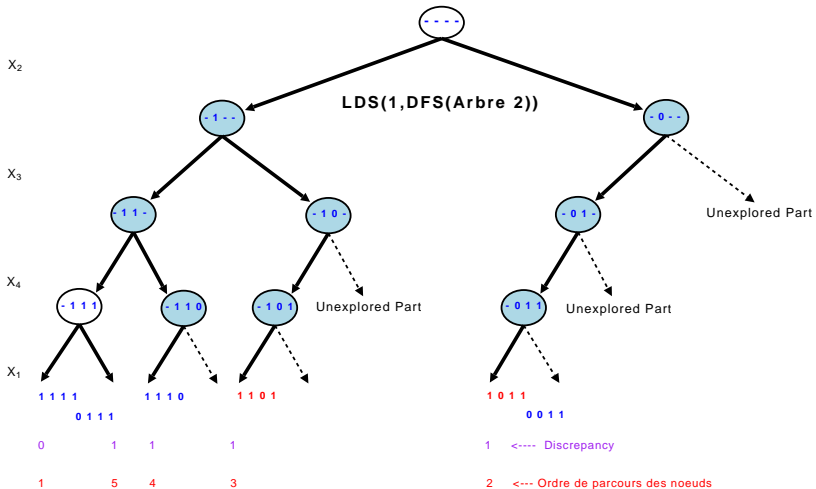 - - - -
X2
LDS(1,DFS(Arbre 2))
- 1 - -
- 0 - -
X3
- 1 1 -
- 1 0 -
- 0 1 -
Unexplored Part
X4
- 1 1 1
- 1 1 0
- 1 0 1
Unexplored Part
- 0 1 1
Unexplored Part
X1
1 1 1 1
1 1 1 0
1 1 0 1
1 0 1 1
0 1 1 1
0 0 1 1
0 1 1 1 1 <---- Discrepancy
1 5 4 3 2 <--- Ordre de parcours des noeuds